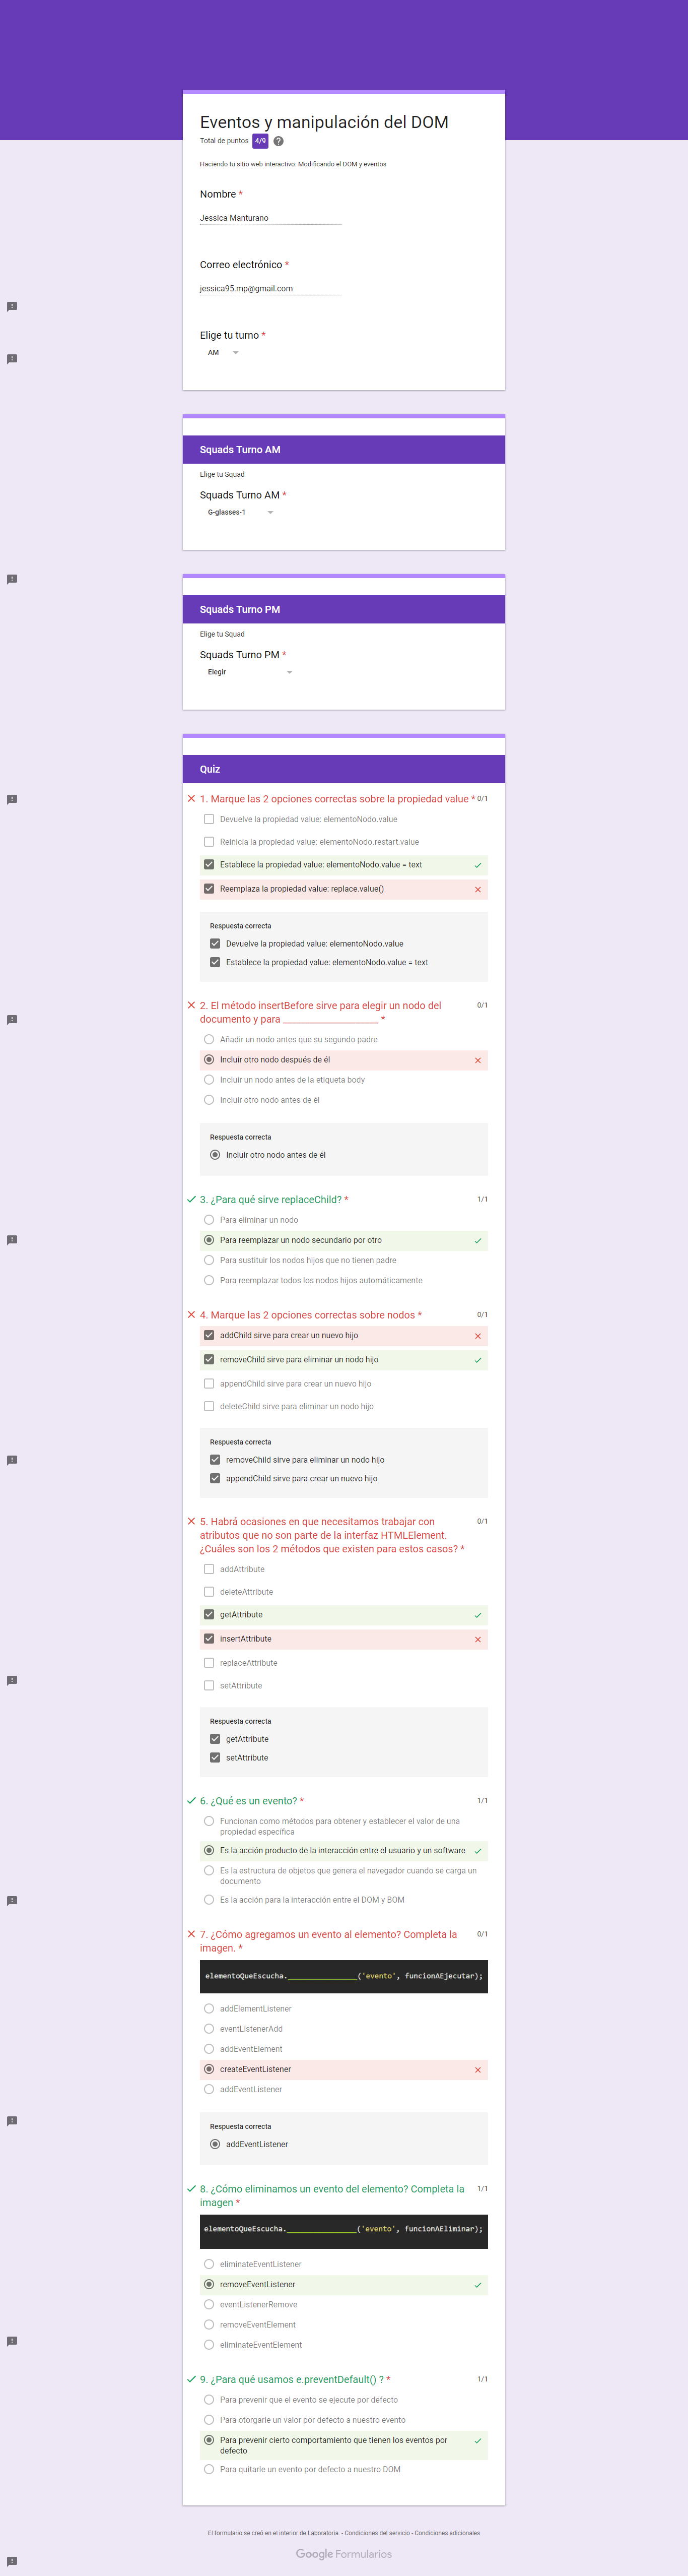 Eventos y manipulación del DOM
Total de puntos 4/9 ?
Haciendo tu sitio web interactivo: Modificando el DOM y eventos
Nombre *
Jessica Manturano
Correo electrónico *
jessica95.mp@gmail.com
Elige tu turno *
AM
Squads Turno AM
Elige tu Squad
Squads Turno AM *
G-glasses-1
Squads Turno PM
Elige tu Squad
Squads Turno PM *
Elegir
Quiz
1. Marque las 2 opciones correctas sobre la propiedad value * 0/1
Devuelve la propiedad value: elementoNodo.value
Reinicia la propiedad value: elementoNodo.restart.value
Establece la propiedad value: elementoNodo.value = text
Reemplaza la propiedad value: replace.value()
Respuesta correcta
Devuelve la propiedad value: elementoNodo.value
Establece la propiedad value: elementoNodo.value = text
2. El método insertBefore sirve para elegir un nodo del 0/1
documento y para ____________________ *
Añadir un nodo antes que su segundo padre
Incluir otro nodo después de él
Incluir un nodo antes de la etiqueta body
Incluir otro nodo antes de él
Respuesta correcta
Incluir otro nodo antes de él
3. ¿Para qué sirve replaceChild? * 1/1
Para eliminar un nodo
Para reemplazar un nodo secundario por otro
Para sustituir los nodos hijos que no tienen padre
Para reemplazar todos los nodos hijos automáticamente
4. Marque las 2 opciones correctas sobre nodos * 0/1
addChild sirve para crear un nuevo hijo
removeChild sirve para eliminar un nodo hijo
appendChild sirve para crear un nuevo hijo
deleteChild sirve para eliminar un nodo hijo
Respuesta correcta
removeChild sirve para eliminar un nodo hijo
appendChild sirve para crear un nuevo hijo
5. Habrá ocasiones en que necesitamos trabajar con 0/1
atributos que no son parte de la interfaz HTMLElement.
¿Cuáles son los 2 métodos que existen para estos casos? *
addAttribute
deleteAttribute
getAttribute
insertAttribute
replaceAttribute
setAttribute
Respuesta correcta
getAttribute
setAttribute
6. ¿Qué es un evento? * 1/1
Funcionan como métodos para obtener y establecer el valor de una
propiedad específica
Es la acción producto de la interacción entre el usuario y un software
Es la estructura de objetos que genera el navegador cuando se carga un
documento
Es la acción para la interacción entre el DOM y BOM
7. ¿Cómo agregamos un evento al elemento? Completa la 0/1
imagen. *
elementoQueEscucha.________________('evento', funcionAEjecutar);
addElementListener
eventListenerAdd
addEventElement
createEventListener
addEventListener
Respuesta correcta
addEventListener
8. ¿Cómo eliminamos un evento del elemento? Completa la 1/1
imagen *
elementoQueEscucha.________________('evento', funcionAEliminar);
eliminateEventListener
removeEventListener
eventListenerRemove
removeEventElement
eliminateEventElement
9. ¿Para qué usamos e.preventDefault() ? * 1/1
Para prevenir que el evento se ejecute por defecto
Para otorgarle un valor por defecto a nuestro evento
Para prevenir cierto comportamiento que tienen los eventos por
defecto
Para quitarle un evento por defecto a nuestro DOM
El formulario se creó en el interior de Laboratoria. - Condiciones del servicio - Condiciones adicionales
Google Formularios